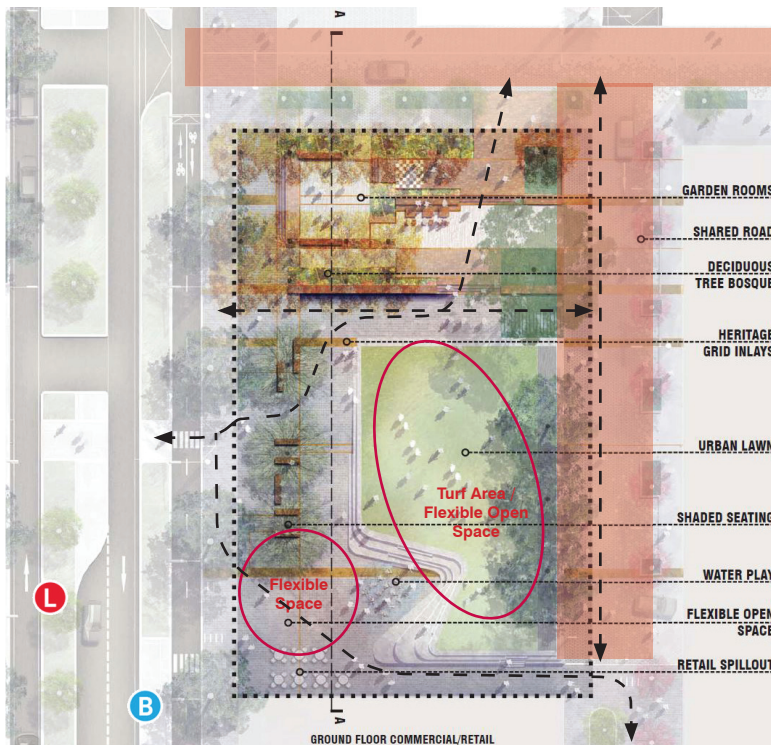 A
GARDEN ROOMS
SHARED ROAD
DECIDUOUS
TREE BOSQUE
HERITAGE
GRID INLAYS
URBAN LAWN
Turf Area /
Flexible Open
Space
SHADED SEATING
Flexible
Space
WATER PLAY
L
FLEXIBLE OPEN
SPACE
RETAIL SPILLOUT
B
A
GROUND FLOOR COMMERCIAL/RETAIL